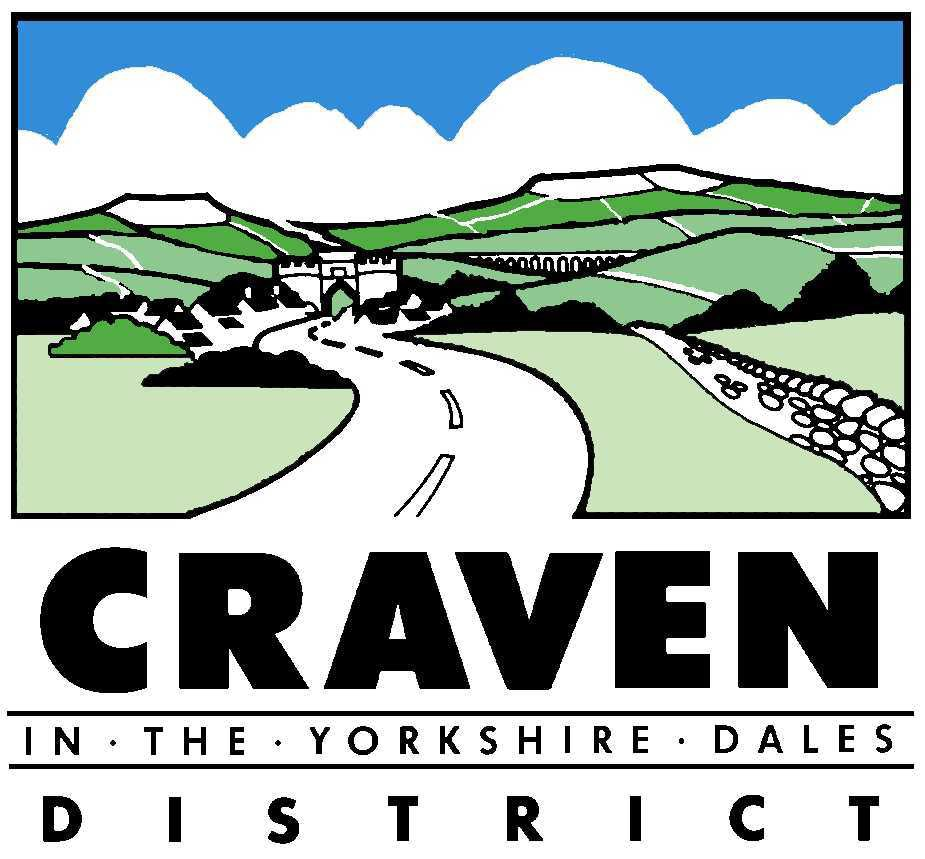 CRAVEN
IN · THE · YORKSHIRE · DALES
DISTRICT